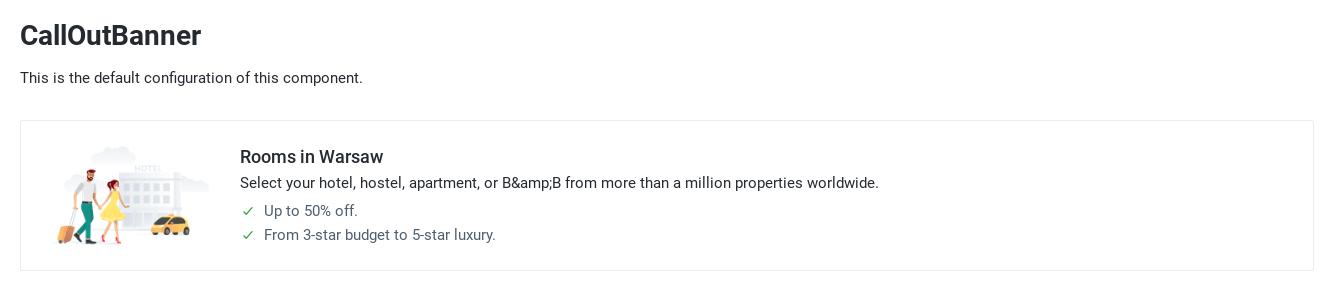 CallOutBanner
This is the default configuration of this component.
HOTEL
Rooms in Warsaw
Select your hotel, hostel, apartment, or B&amp;B from more than a million properties worldwide.
Up to 50% off.
From 3-star budget to 5-star luxury.